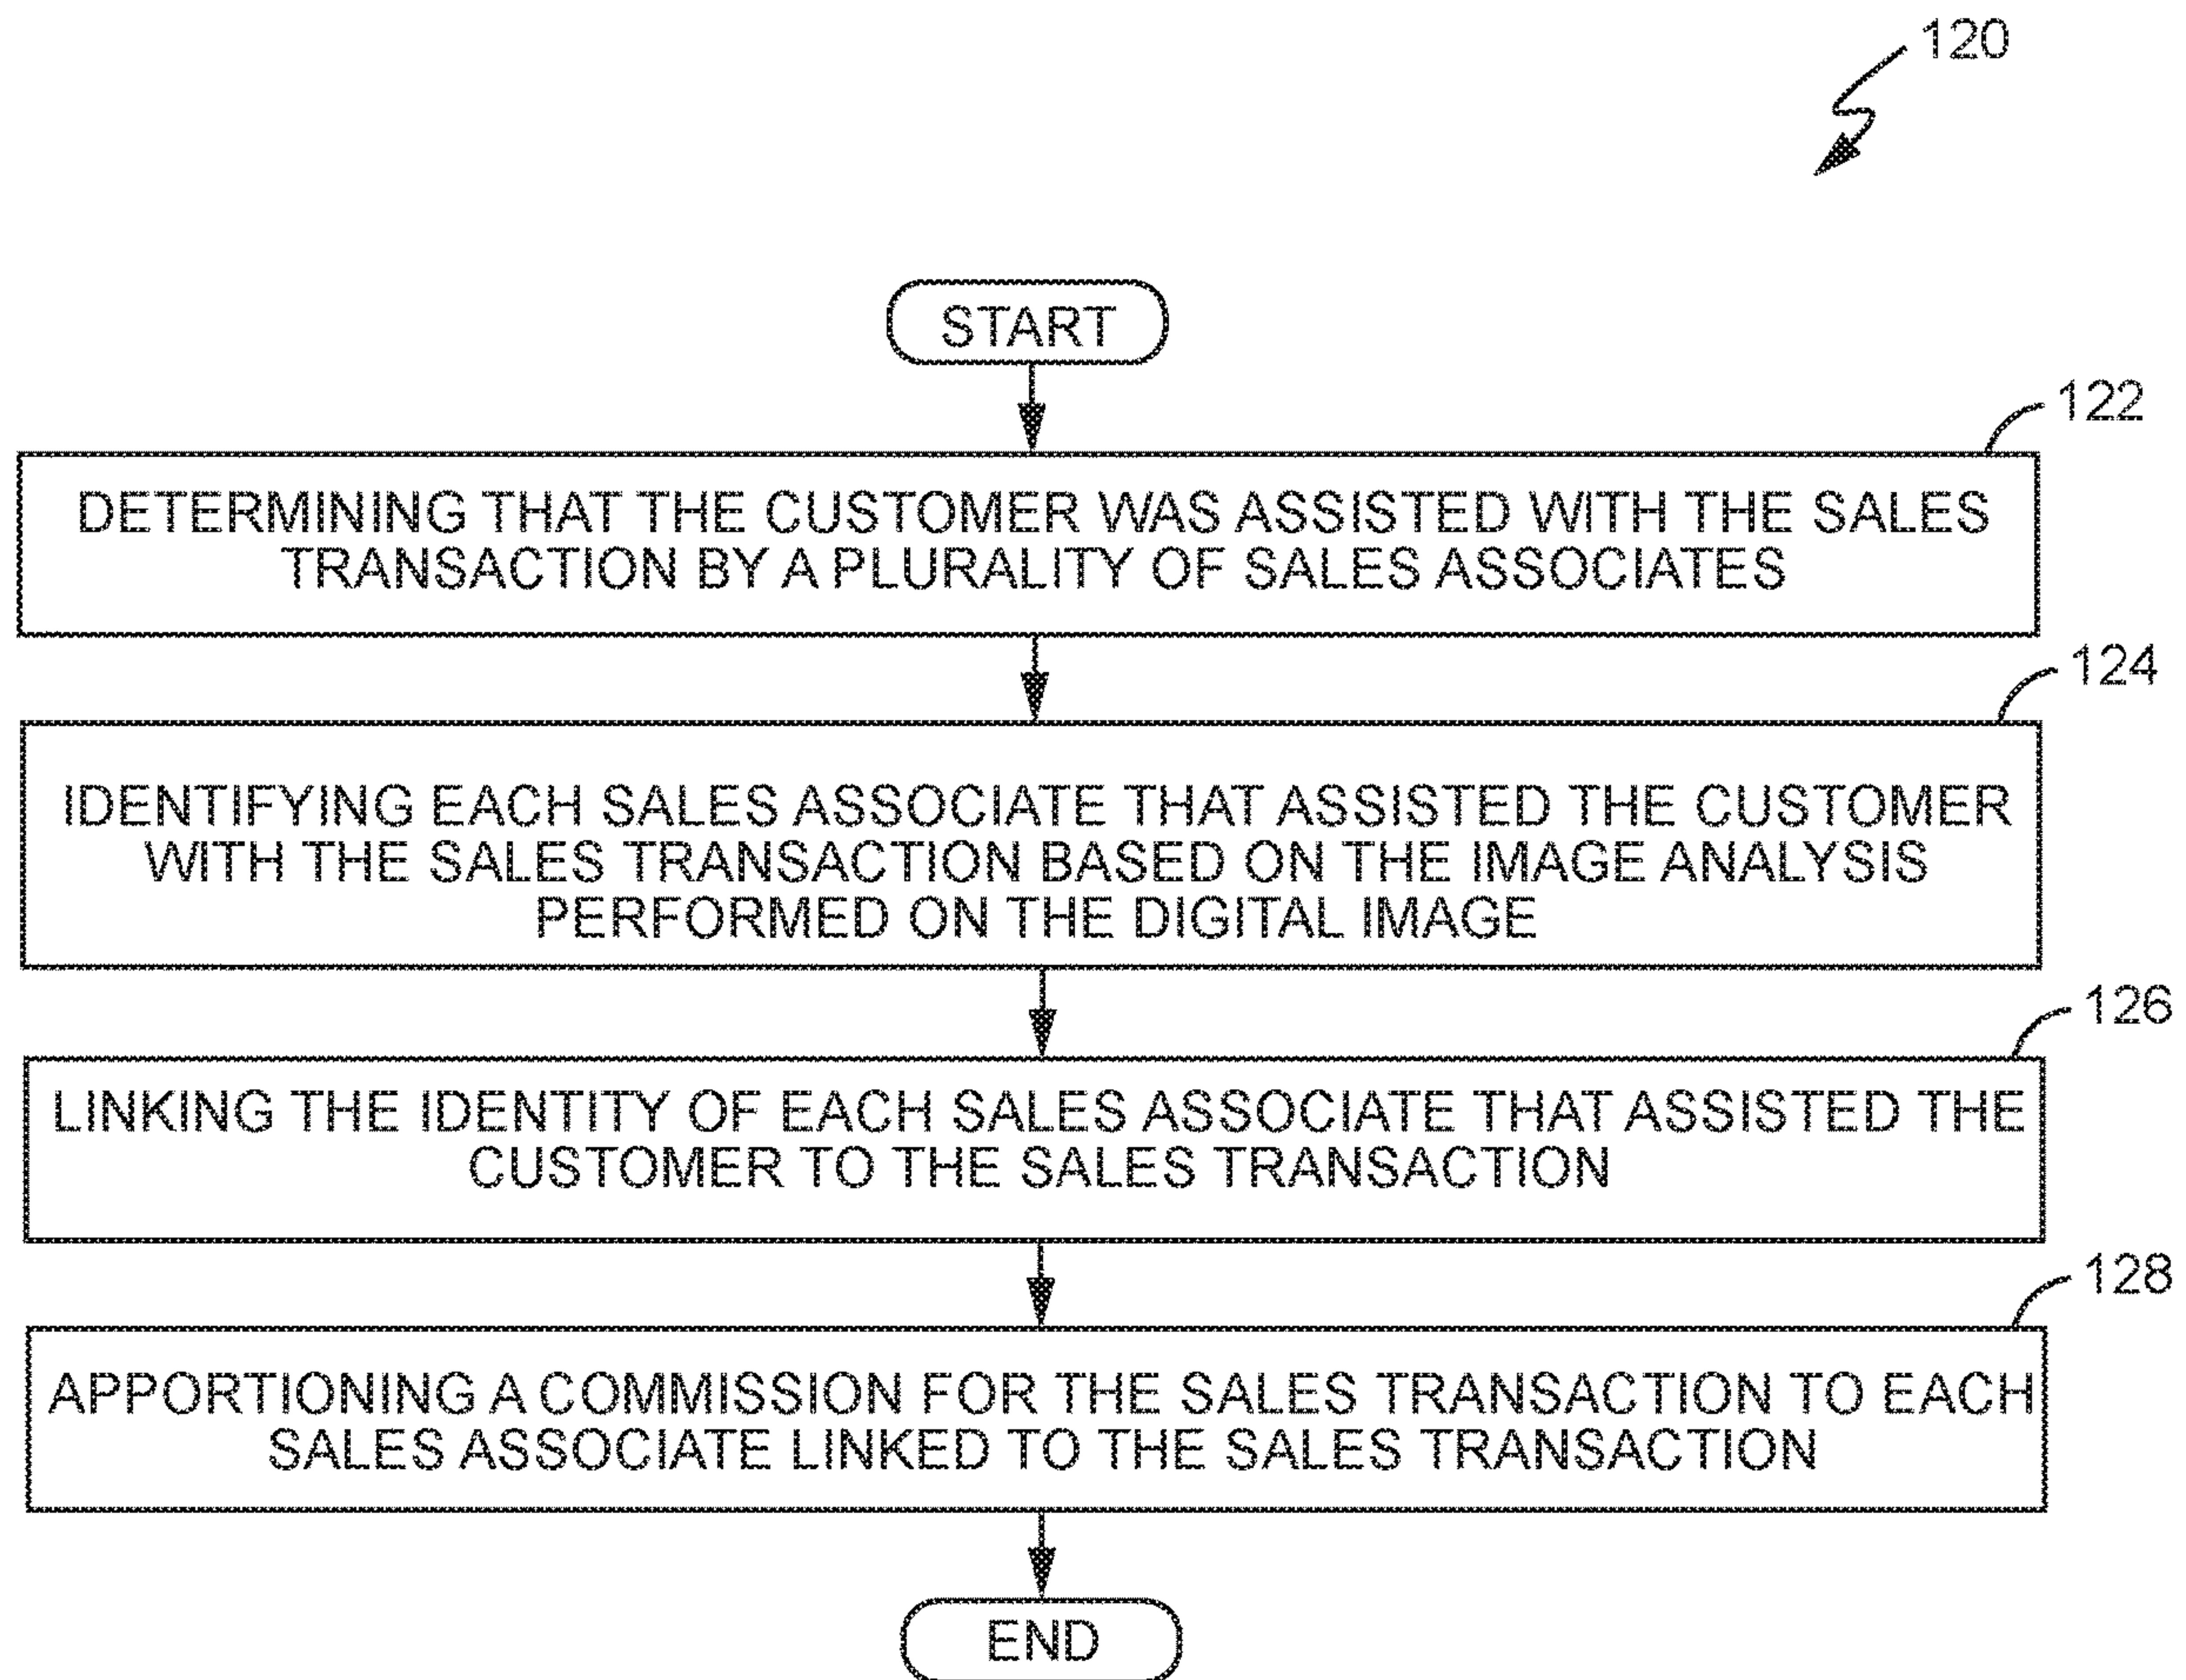 120
START
122
DETERMINING THAT THE CUSTOMER WAS ASSISTED WITH THE SALES
TRANSACTION BY A PLURALITY OF SALES ASSOCIATES
124
IDENTIFYING EACH SALES ASSOCIATE THAT ASSISTED THE CUSTOMER
WITH THE SALES TRANSACTION BASED ON THE IMAGE ANALYSIS
PERFORMED ON THE DIGITAL IMAGE
126
LINKING THE IDENTITY OF EACH SALES ASSOCIATE THAT ASSISTED THE
CUSTOMER TO THE SALES TRANSACTION
128
APPORTIONING A COMMISSION FOR THE SALES TRANSACTION TO EACH
SALES ASSOCIATE LINKED TO THE SALES TRANSACTION
END